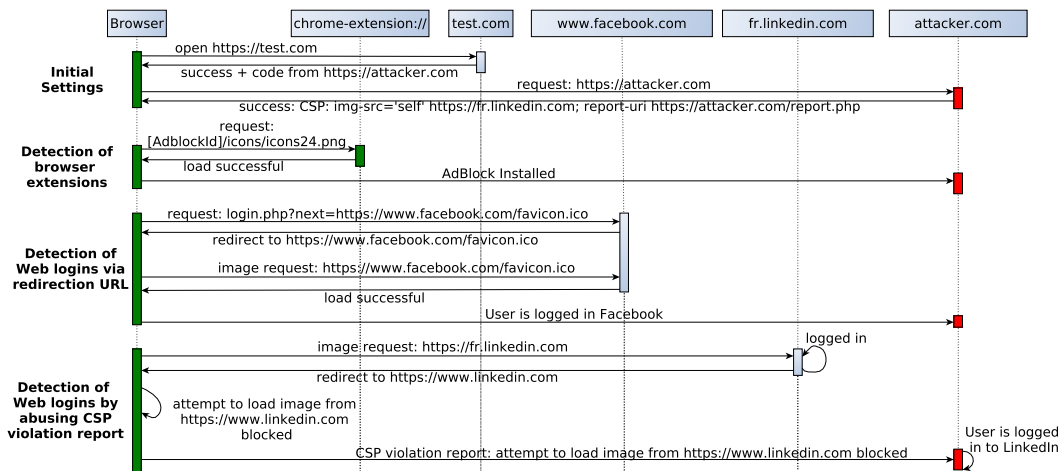 Browser
chrome-extension://
test.com
www.facebook.com
fr.linkedin.com
attacker.com
Initial
Settings
open https://test.com
success + code from https://attacker.com
request: https://attacker.com
success: CSP: img-src='self' https://fr.linkedin.com; report-uri https://attacker.com/report.php
Detection of
browser
extensions
request:
[AdblockId]/icons/icons24.png
load successful
AdBlock Installed
Detection of
Web logins via
redirection URL
request: login.php?next=https://www.facebook.com/favicon.ico
redirect to https://www.facebook.com/favicon.ico
image request: https://www.facebook.com/favicon.ico
load successful
User is logged in Facebook
Detection of
Web logins by
abusing CSP
violation report
image request: https://fr.linkedin.com
logged in
redirect to https://www.linkedin.com
attempt to load image from
https://www.linkedin.com
blocked
CSP violation report: attempt to load image from https://www.linkedin.com blocked
User is logged
in to LinkedIn